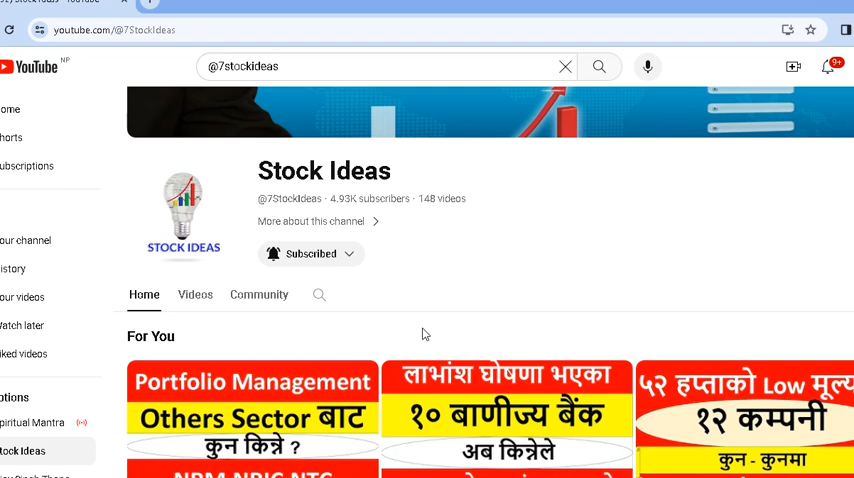 youtube.com/@7StockIdeas
YouTube NP
@7stockideas
9+
ome
horts
ubscriptions
our channel
istory
our videos
Watch later
iked videos
ptions
piritual Mantra
tock Ideas
STOCK IDEAS
Stock Ideas
@7StockIdeas · 4.93K subscribers · 148 videos
More about this channel
Subscribed
Home Videos Community
For You
Portfolio Management
Others Sector बाट
कुन किन्ने ?
लाभांश घोषणा भएका
१० बाणीज्य बैंक
अब किन्नेले
५२ हप्ताको Low मूल्य
१२ कम्पनी
कुन - कुनमा